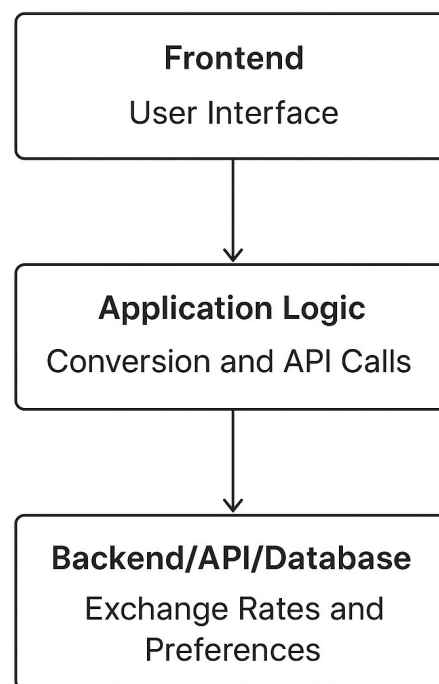 Frontend
User Interface
Application Logic
Conversion and API Calls
Backend/API/Database
Exchange Rates and
Preferences